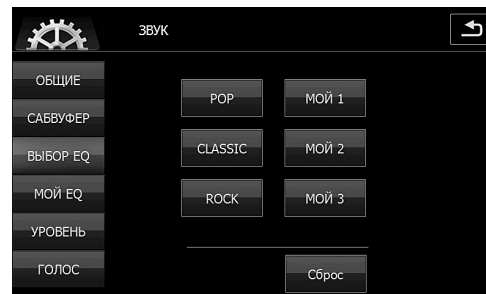 ЗВУК
ОБЩИЕ
САБВУФЕР
ВЫБОР EQ
МОЙ EQ
УРОВЕНЬ
ГОЛОС
POP
МОЙ 1
CLASSIC
МОЙ 2
ROCK
МОЙ 3
Сброс